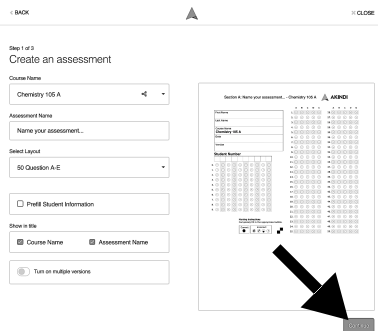 < BACK
× CLOSE
Step 1 of 3
Create an assessment
Course Name
Chemistry 105 A
Assessment Name
Name your assessment...
Select Layout
50 Question A-E
Prefill Student Information
Show in title
Course Name
Assessment Name
Turn on multiple versions
Section A: Name your assessment... - Chemistry 105 A
AKINDI
First Name
Last Name
Course Name
Chemistry 105 A
Date
Student Number
Continue